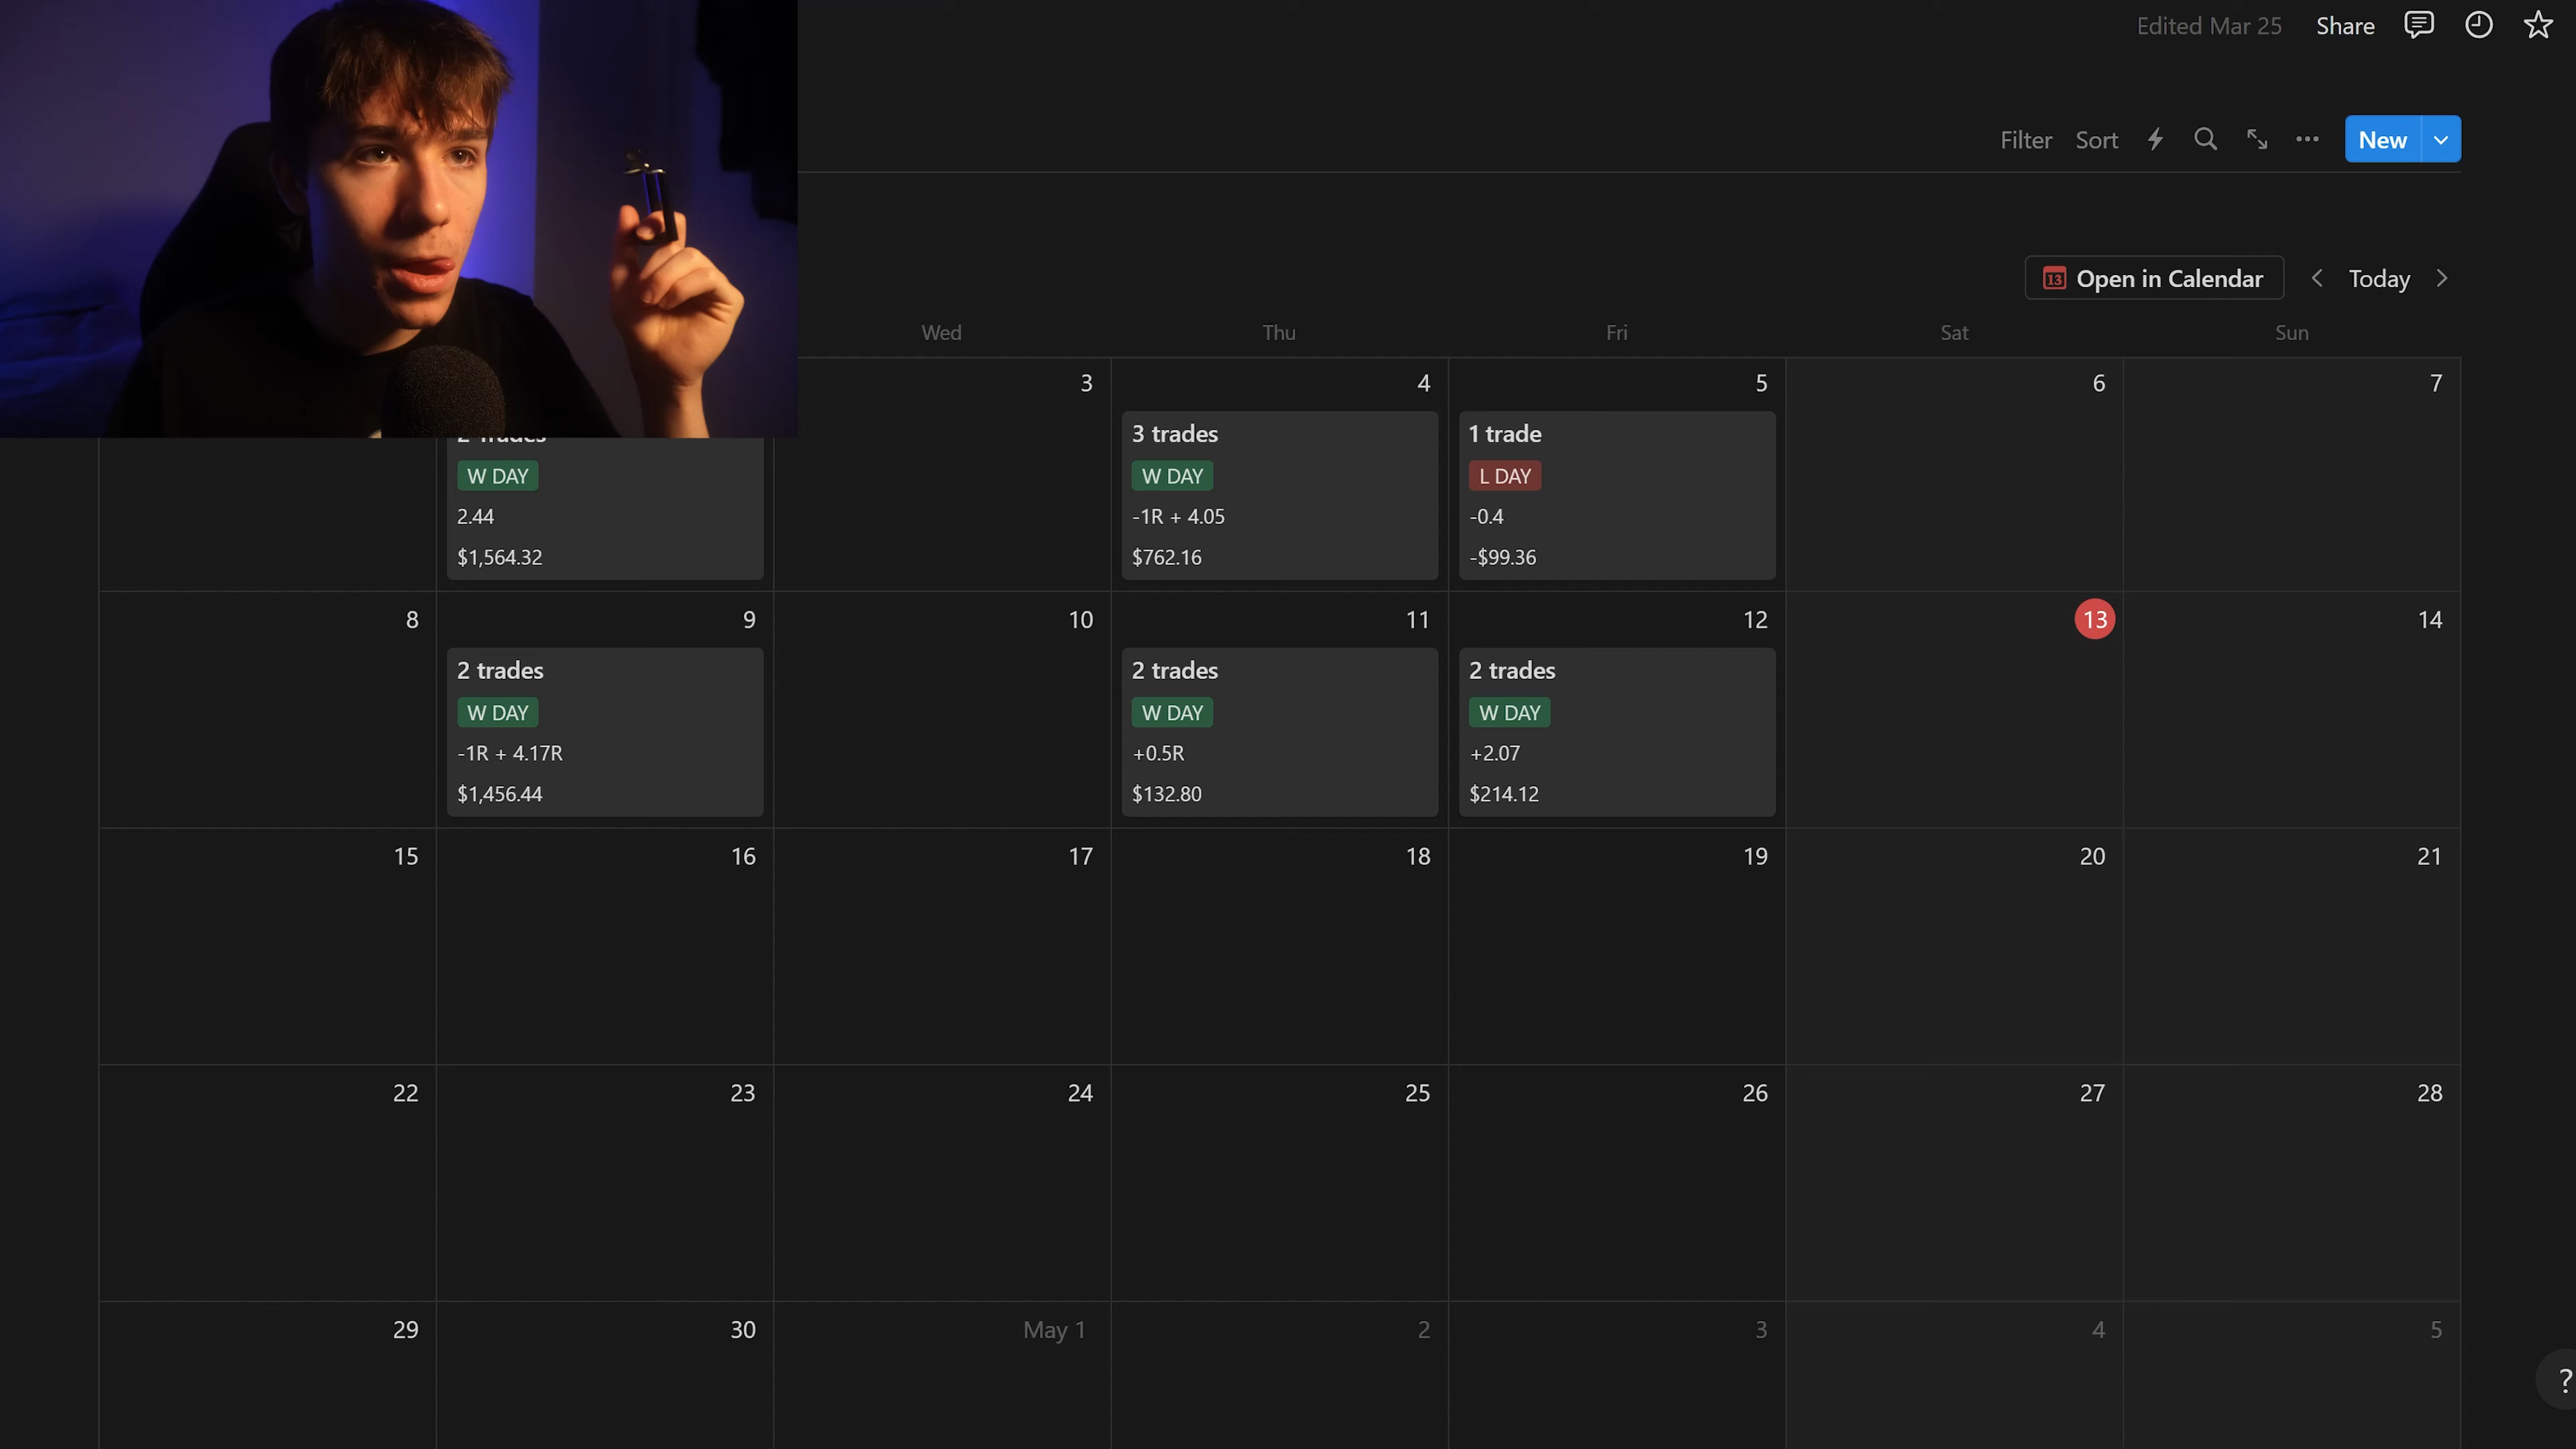 Edited Mar 25 Share
Filter Sort New
13 Open in Calendar Today
Wed Thu Fri Sat Sun
3 4 5 6 7
2 Trades
W DAY
2.44
$1,564.32
3 trades
W DAY
-1R + 4.05
$762.16
1 trade
L DAY
-0.4
-$99.36
8 9 10 11 12 13 14
2 trades
W DAY
-1R + 4.17R
$1,456.44
2 trades
W DAY
+0.5R
$132.80
2 trades
W DAY
+2.07
$214.12
15 16 17 18 19 20 21
22 23 24 25 26 27 28
29 30 May 1 2 3 4 5
?